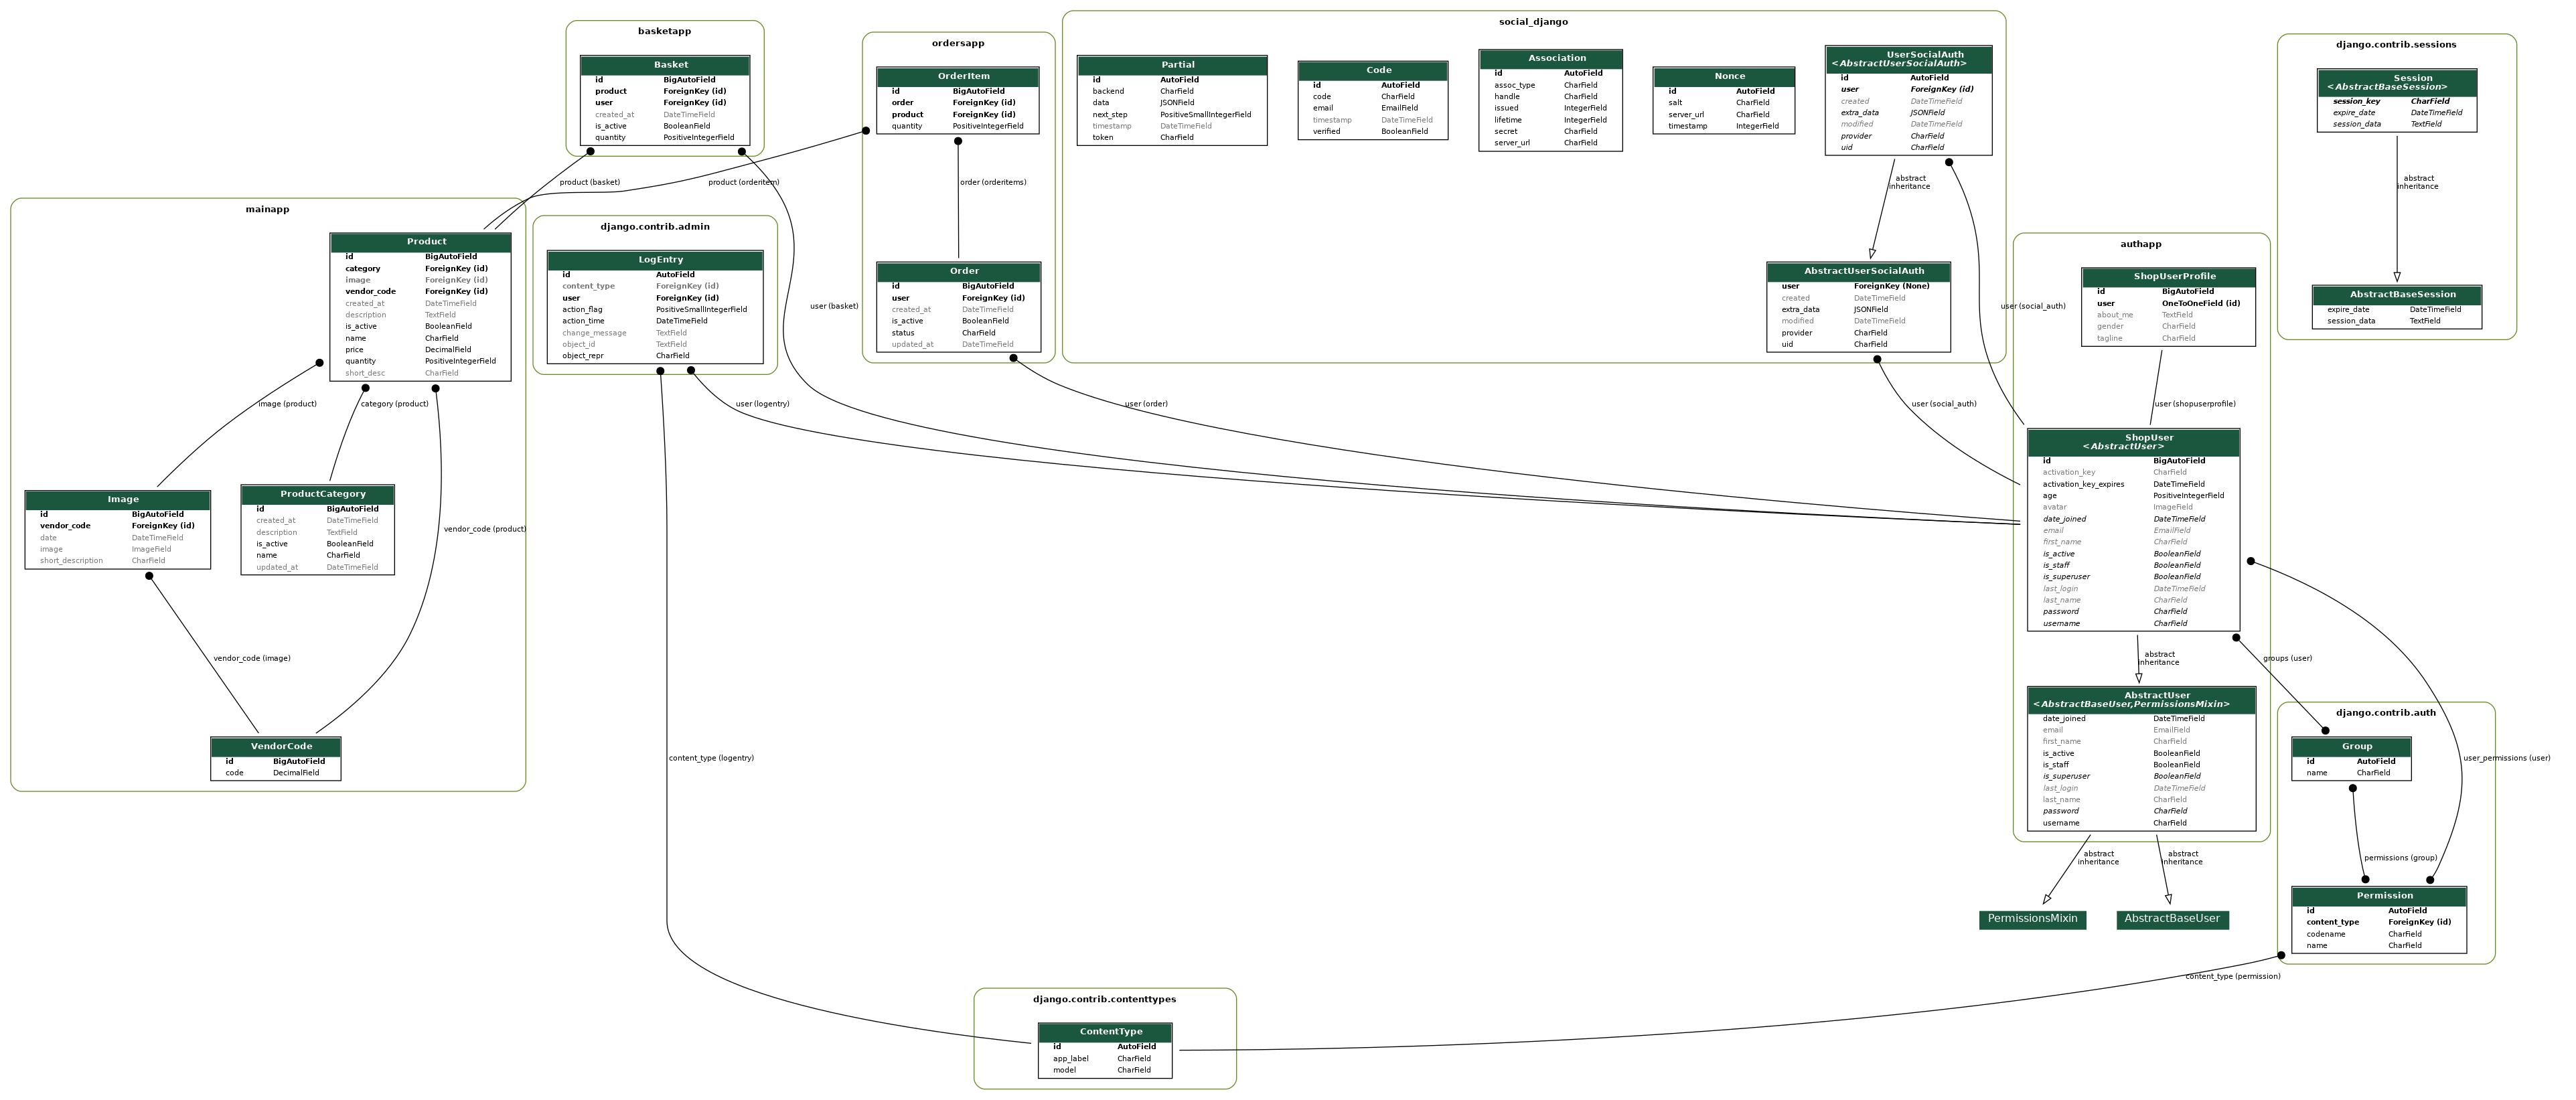 basketapp
Basket
id BigAutoField
product ForeignKey (id)
user ForeignKey (id)
created_at DateTimeField
is_active BooleanField
quantity PositiveIntegerField
ordersapp
OrderItem
id BigAutoField
order ForeignKey (id)
product ForeignKey (id)
quantity PositiveIntegerField
order (orderitems)
Order
id BigAutoField
user ForeignKey (id)
created_at DateTimeField
is_active BooleanField
status CharField
updated_at DateTimeField
social_django
Partial
id AutoField
backend CharField
data JSONField
next_step PositiveSmallIntegerField
timestamp DateTimeField
token CharField
Code
id AutoField
code CharField
email EmailField
timestamp DateTimeField
verified BooleanField
Association
id AutoField
assoc_type CharField
handle CharField
issued IntegerField
lifetime IntegerField
secret CharField
server_url CharField
Nonce
id AutoField
salt CharField
server_url CharField
timestamp IntegerField
UserSocialAuth
<AbstractUserSocialAuth>
id AutoField
user ForeignKey (id)
created DateTimeField
extra_data JSONField
modified DateTimeField
provider CharField
uid CharField
abstract
inheritance
AbstractUserSocialAuth
user ForeignKey (None)
created DateTimeField
extra_data JSONField
modified DateTimeField
provider CharField
uid CharField
django.contrib.sessions
Session
<AbstractBaseSession>
session_key CharField
expire_date DateTimeField
session_data TextField
abstract
inheritance
AbstractBaseSession
expire_date DateTimeField
session_data TextField
product (basket)
product (orderitem)
user (basket)
user (social_auth)
mainapp
Product
id BigAutoField
category ForeignKey (id)
image ForeignKey (id)
vendor_code ForeignKey (id)
created_at DateTimeField
description TextField
is_active BooleanField
name CharField
price DecimalField
quantity PositiveIntegerField
short_desc CharField
image (product)
category (product)
vendor_code (product)
Image
id BigAutoField
vendor_code ForeignKey (id)
date DateTimeField
image ImageField
short_description CharField
ProductCategory
id BigAutoField
created_at DateTimeField
description TextField
is_active BooleanField
name CharField
updated_at DateTimeField
vendor_code (image)
VendorCode
id BigAutoField
code DecimalField
django.contrib.admin
LogEntry
id AutoField
content_type ForeignKey (id)
user ForeignKey (id)
action_flag PositiveSmallIntegerField
action_time DateTimeField
change_message TextField
object_id TextField
object_repr CharField
user (logentry)
user (order)
user (social_auth)
content_type (logentry)
authapp
ShopUserProfile
id BigAutoField
user OneToOneField (id)
about_me TextField
gender CharField
tagline CharField
user (shopuserprofile)
ShopUser
<AbstractUser>
id BigAutoField
activation_key CharField
activation_key_expires DateTimeField
age PositiveIntegerField
avatar ImageField
date_joined DateTimeField
email EmailField
first_name CharField
is_active BooleanField
is_staff BooleanField
is_superuser BooleanField
last_login DateTimeField
last_name CharField
password CharField
username CharField
abstract
inheritance
groups (user)
AbstractUser
<AbstractBaseUser,PermissionsMixin>
date_joined DateTimeField
email EmailField
first_name CharField
is_active BooleanField
is_staff BooleanField
is_superuser BooleanField
last_login DateTimeField
last_name CharField
password CharField
username CharField
abstract
inheritance
abstract
inheritance
PermissionsMixin
AbstractBaseUser
django.contrib.auth
Group
id AutoField
name CharField
user_permissions (user)
permissions (group)
Permission
id AutoField
content_type ForeignKey (id)
codename CharField
name CharField
content_type (permission)
django.contrib.contenttypes
ContentType
id AutoField
app_label CharField
model CharField